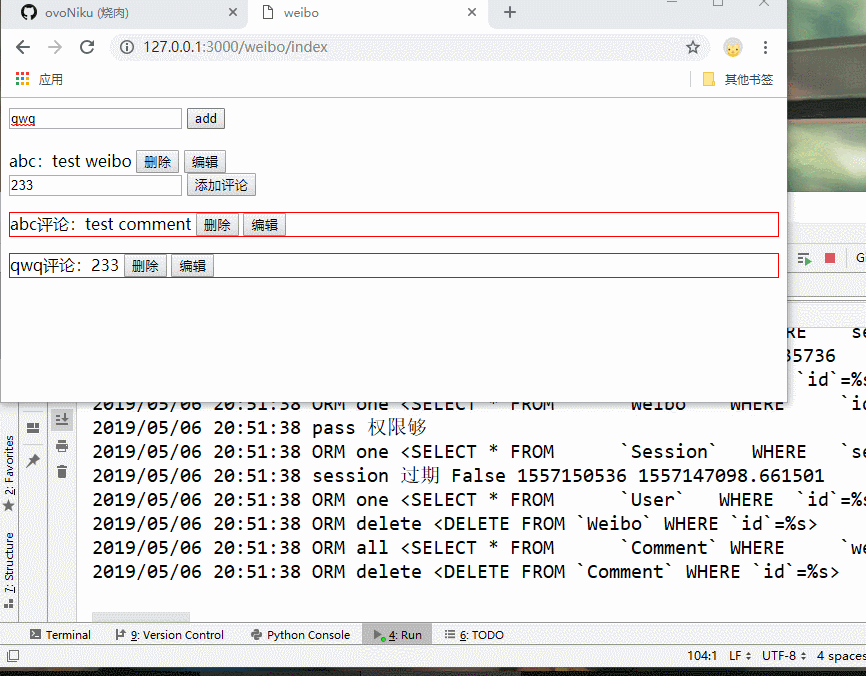 ovoNiku (烧肉)
weibo
127.0.0.1:3000/weibo/index
应用
其他书签
qwq
add
abc：test weibo 删除 编辑
233 添加评论
abc评论：test comment 删除 编辑
qwq评论：233 删除 编辑
35736
`id`=%s
2019/05/06 20:51:38 ORM one <SELECT * FROM `Weibo` WHERE
2019/05/06 20:51:38 pass 权限够
2019/05/06 20:51:38 ORM one <SELECT * FROM `Session` WHERE `se
2019/05/06 20:51:38 session 过期 False 1557150536 1557147098.661501
2019/05/06 20:51:38 ORM one <SELECT * FROM `User` WHERE `id`=%s
2019/05/06 20:51:38 ORM delete <DELETE FROM `Weibo` WHERE `id`=%s>
2019/05/06 20:51:38 ORM all <SELECT * FROM `Comment` WHERE `we
2019/05/06 20:51:38 ORM delete <DELETE FROM `Comment` WHERE `id`=%s>
2: Favorites
7: Structure
Terminal 9: Version Control Python Console 4: Run 6: TODO
104:1 LF UTF-8 4 spaces